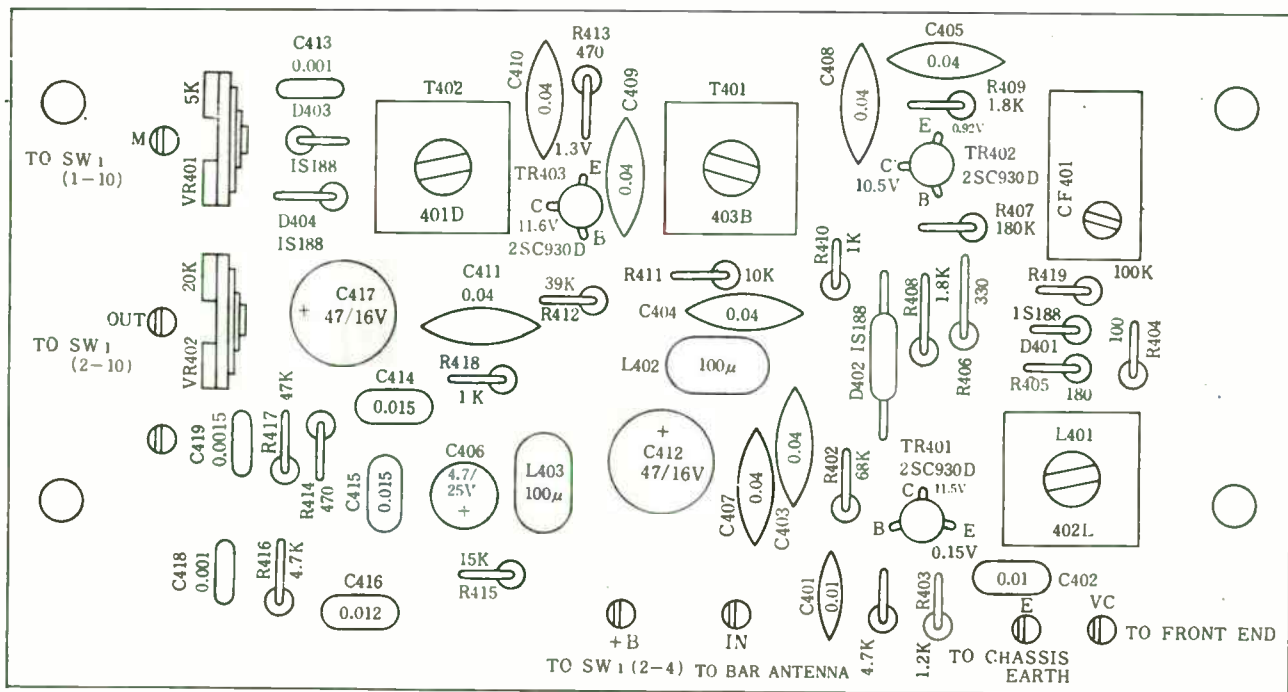 C413
0.001
D403
IS188
D404
IS188
5K
VR401
M
TO SW1
(1-10)
T402
401D
C410
0.04
R413
470
1.3V
TR403
E
C
11.6V
B
2SC930D
C409
0.04
T401
403B
C408
0.04
C405
0.04
R409
1.8K
0.92V
E
TR402
2SC930D
C
10.5V
B
R407
180K
CF401
20K
VR402
OUT
TO SW1
(2-10)
+
C417
47/16V
C411
0.04
39K
R412
R411
10K
C404
0.04
R410
1K
D402 IS188
R408
1.8K
330
R406
100K
R419
1S188
D401
R405
180
100
R404
L402
100μ
R418
1K
C414
0.015
47K
R417
C419
0.0015
R414
470
C415
0.015
C406
4.7/
25V
+
L403
100μ
+
C412
47/16V
C407
0.04
C403
0.04
R402
68K
TR401
2SC930D
C
11.5V
B
E
0.15V
L401
402L
C418
0.001
R416
4.7K
C416
0.012
15K
R415
C401
0.01
4.7K
R403
1.2K
0.01
C402
+B
TO SW1 (2-4)
IN
TO BAR ANTENNA
E
TO CHASSIS
EARTH
VC
TO FRONT END